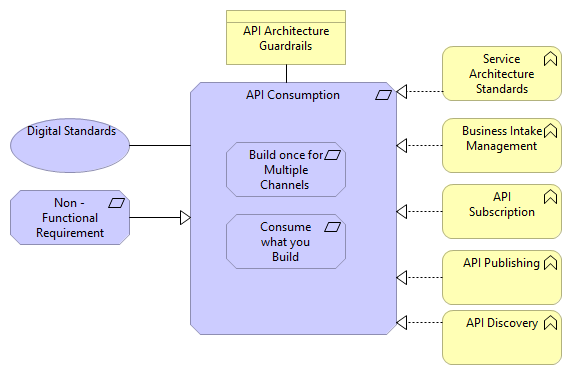 API Architecture
Guardrails
API Consumption
Digital Standards
Non -
Functional
Requirement
Build once for
Multiple
Channels
Consume
what you
Build
Service
Architecture
Standards
Business Intake
Management
API
Subscription
API Publishing
API Discovery